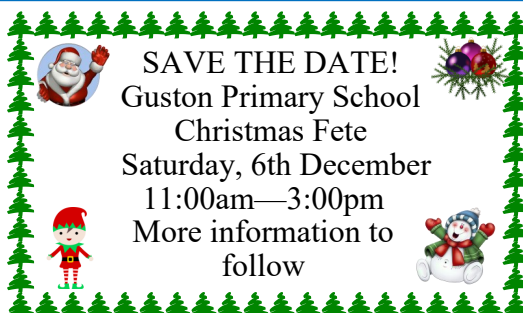 SAVE THE DATE!
Guston Primary School
Christmas Fete
Saturday, 6th December
11:00am—3:00pm
More information to
follow